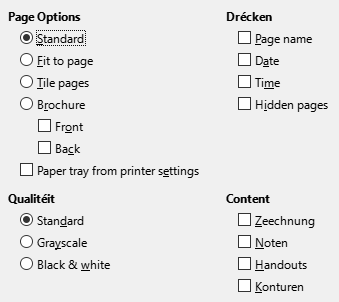 Page Options
Standard
Fit to page
Tile pages
Brochure
Front
Back
Paper tray from printer settings
Drécken
Page name
Date
Time
Hidden pages
Qualitéit
Standard
Grayscale
Black & white
Content
Zeechnung
Noten
Handouts
Konturen